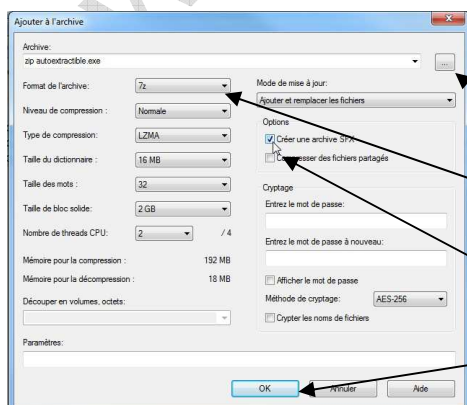 Ajouter à l'archive
Archive:
zip autoextractible.exe
...
Format de l'archive: 7z
Niveau de compression : Normale
Type de compression: LZMA
Taille du dictionnaire : 16 MB
Taille des mots : 32
Taille de bloc solide: 2 GB
Nombre de threads CPU: 2 / 4
Mémoire pour la compression : 192 MB
Mémoire pour la décompression : 18 MB
Découper en volumes, octets:
Mode de mise à jour:
Ajouter et remplacer les fichiers
Options
Créer une archive SFX
Compresser des fichiers partagés
Cryptage
Entrez le mot de passe:
Entrez le mot de passe à nouveau:
Afficher le mot de passe
Méthode de cryptage: AES-256
Crypter les noms de fichiers
Paramètres:
OK Annuler Aide